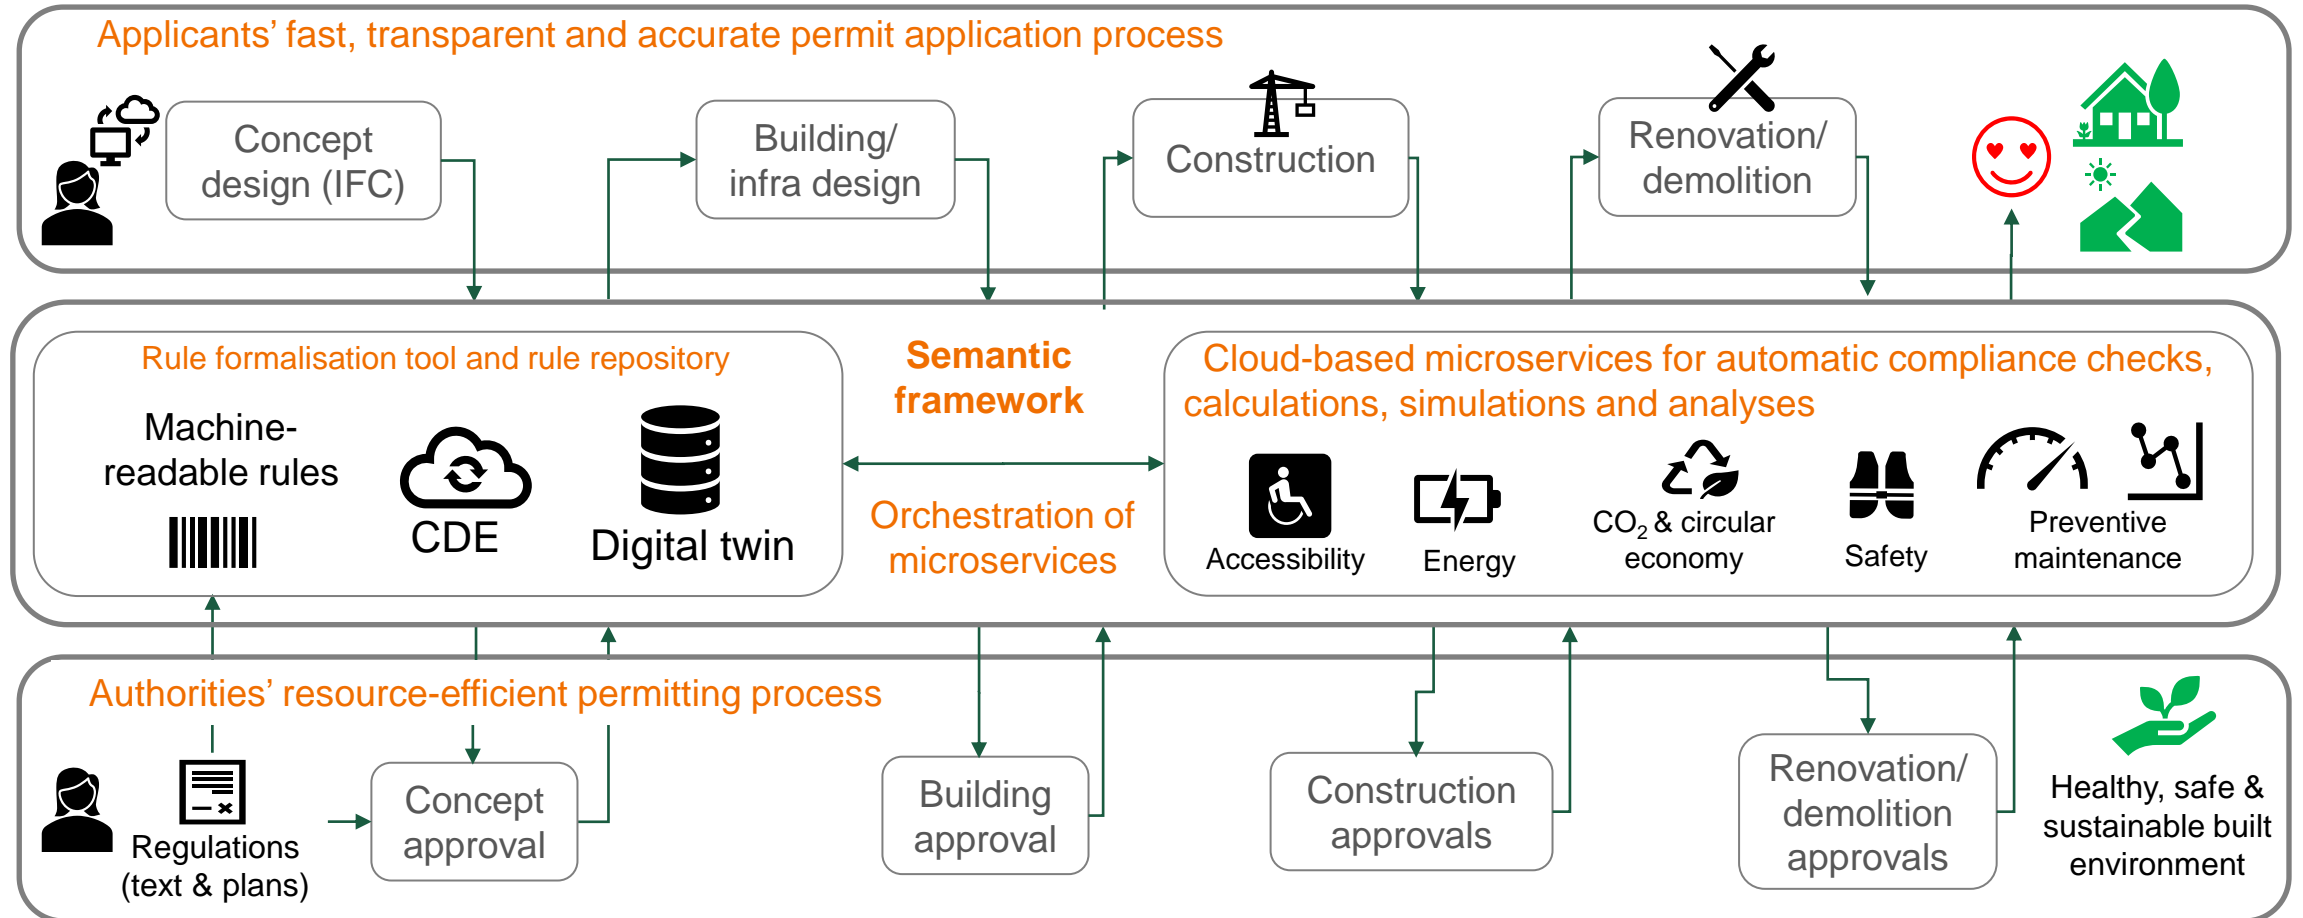 Applicants’ fast, transparent and accurate permit application process
Concept
design (IFC)
Building/
infra design
Construction
Renovation/
demolition
Rule formalisation tool and rule repository
Machine-
readable rules
CDE
Digital twin
Semantic
framework
Orchestration of
microservices
Cloud-based microservices for automatic compliance checks,
calculations, simulations and analyses
Accessibility
Energy
CO₂ & circular
economy
Safety
Preventive
maintenance
Authorities’ resource-efficient permitting process
Regulations
(text & plans)
Concept
approval
Building
approval
Construction
approvals
Renovation/
demolition
approvals
Healthy, safe &
sustainable built
environment